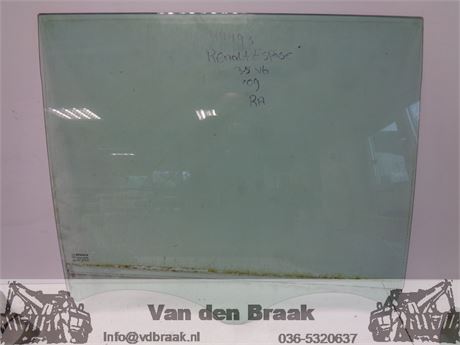 Renault Espace
3.5 V6
RA
Van den Braak
Info@vdbraak.nl
036-5320637